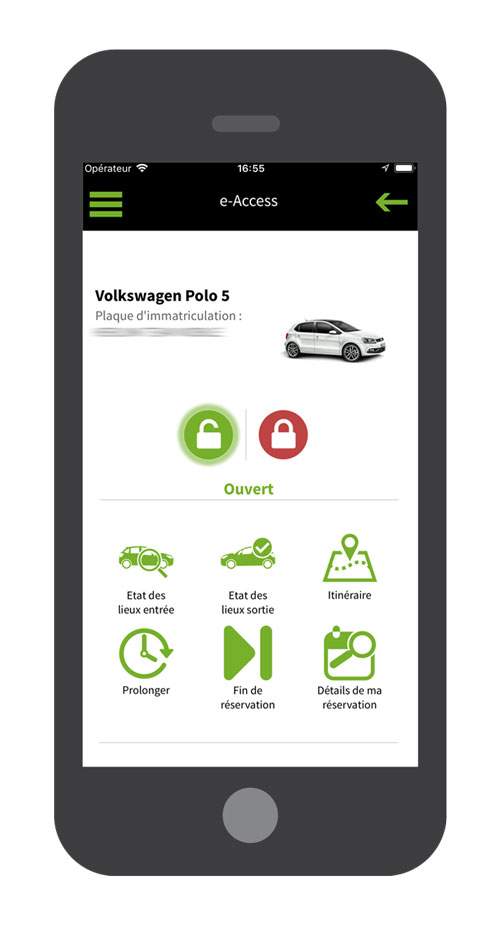 Opérateur 16:55
e-Access
Volkswagen Polo 5
Plaque d'immatriculation :
Ouvert
Etat des
lieux entrée
Etat des
lieux sortie
Itinéraire
Prolonger
Fin de
réservation
Détails de ma
réservation